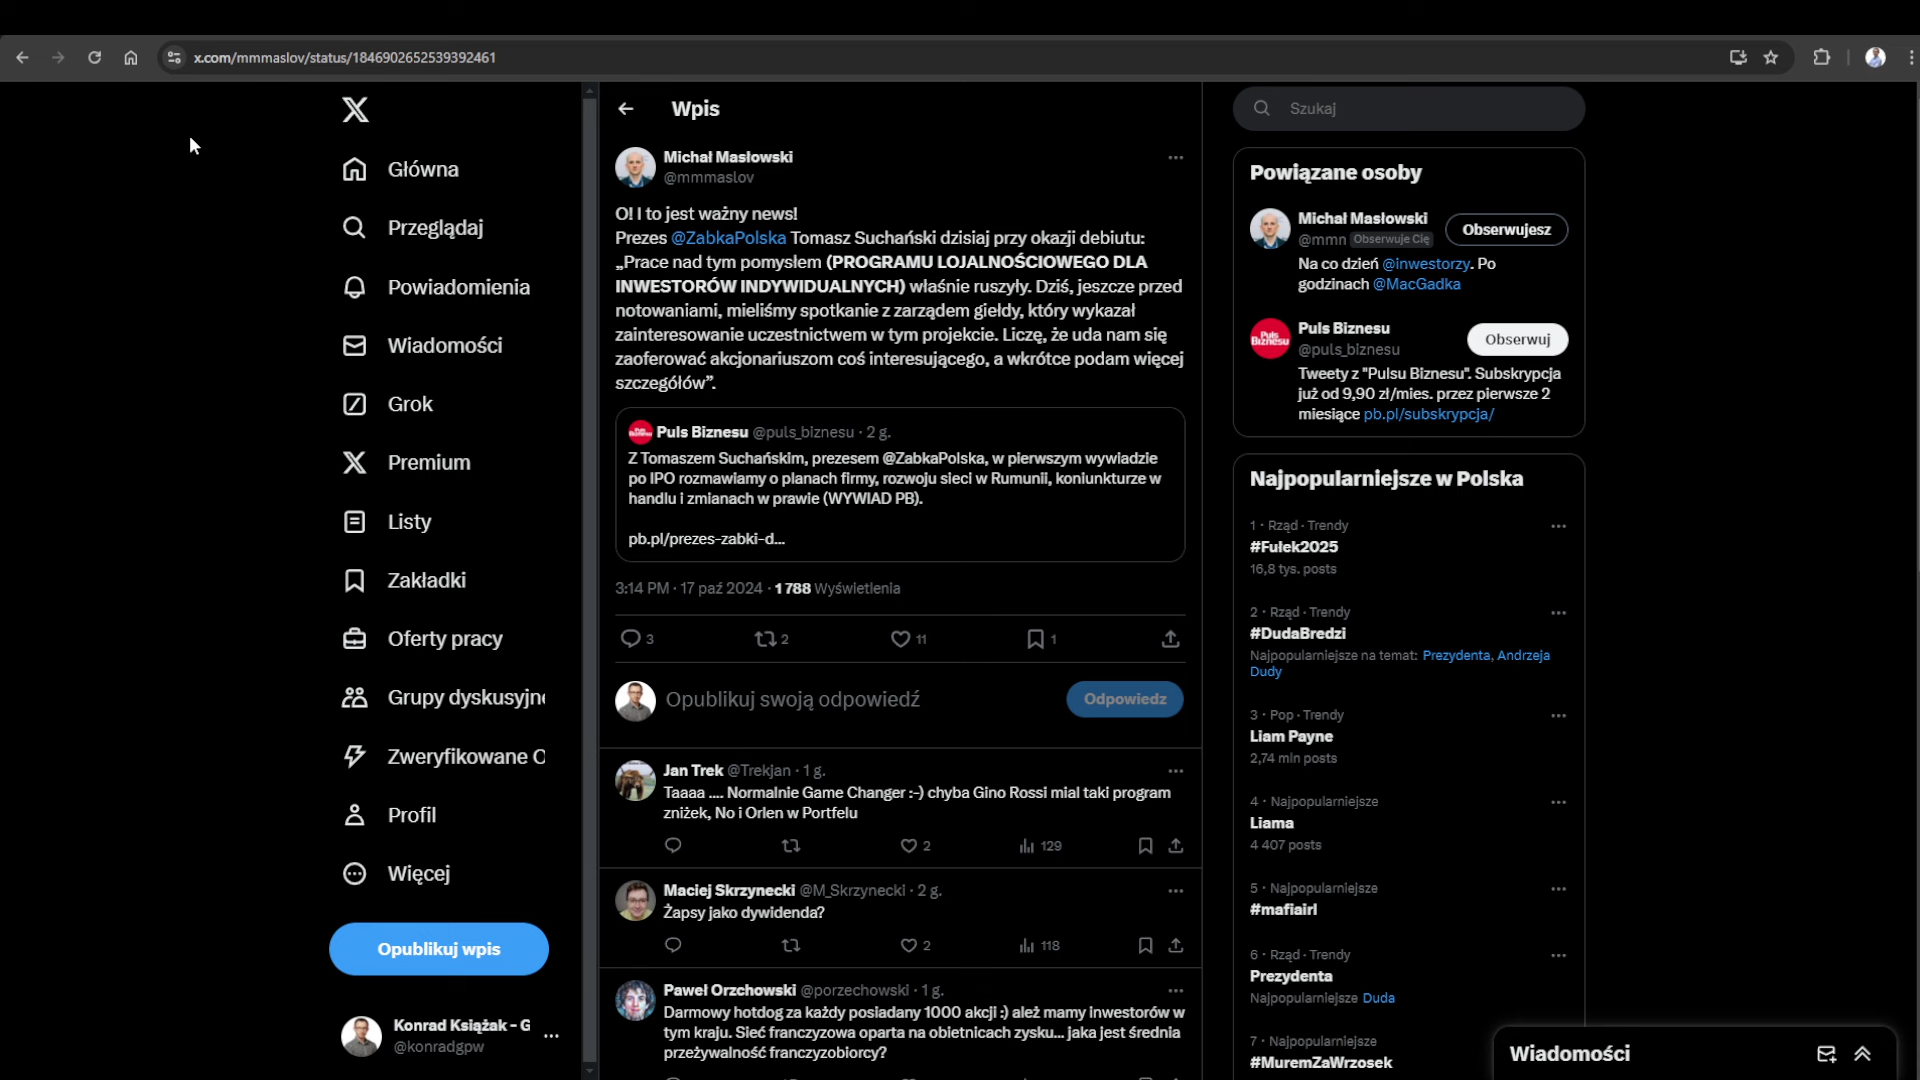 x.com/mmmaslov/status/1846902652539392461
Główna
Przeglądaj
Powiadomienia
Wiadomości
Grok
Premium
Listy
Zakładki
Oferty pracy
Grupy dyskusyjne
Zweryfikowane O
Profil
Więcej
Opublikuj wpis
Konrad Książak - G
@konradgpw
Wpis
Michał Masłowski
@mmmaslov
O! I to jest ważny news!
Prezes @ZabkaPolska Tomasz Suchański dzisiaj przy okazji debiutu:
„Prace nad tym pomysłem (PROGRAMU LOJALNOŚCIOWEGO DLA
INWESTORÓW INDYWIDUALNYCH) właśnie ruszyły. Dziś, jeszcze przed
notowaniami, mieliśmy spotkanie z zarządem giełdy, który wykazał
zainteresowanie uczestnictwem w tym projekcie. Liczę, że uda nam się
zaoferować akcjonariuszom coś interesującego, a wkrótce podam więcej
szczegółów”.
Puls Biznesu @puls_biznesu · 2 g.
Z Tomaszem Suchańskim, prezesem @ZabkaPolska, w pierwszym wywiadzie
po IPO rozmawiamy o planach firmy, rozwoju sieci w Rumunii, koniunkturze w
handlu i zmianach w prawie (WYWIAD PB).
pb.pl/prezes-zabki-d...
3:14 PM · 17 paź 2024 · 1 788 Wyświetlenia
3 2 11 1
Opublikuj swoją odpowiedź
Odpowiedz
Jan Trek @Trekjan · 1 g.
Taaaa .... Normalnie Game Changer :-) chyba Gino Rossi mial taki program
zniżek, No i Orlen w Portfelu
2 129
Maciej Skrzynecki @M_Skrzynecki · 2 g.
Żapsy jako dywidenda?
2 118
Paweł Orzchowski @porzechowski · 1 g.
Darmowy hotdog za każdy posiadany 1000 akcji :) ależ mamy inwestorów w
tym kraju. Sieć franczyzowa oparta na obietnicach zysku... jaka jest średnia
przeżywalność franczyzobiorcy?
Szukaj
Powiązane osoby
Michał Masłowski
@mmn Obserwuje Cię
Obserwujesz
Na co dzień @inwestorzy. Po
godzinach @MacGadka
Puls Biznesu
@puls_biznesu
Obserwuj
Tweety z "Pulsu Biznesu". Subskrypcja
już od 9,90 zł/mies. przez pierwsze 2
miesiące pb.pl/subskrypcja/
Najpopularniejsze w Polska
1 · Rząd · Trendy
#Fułek2025
16,8 tys. posts
2 · Rząd · Trendy
#DudaBredzi
Najpopularniejsze na temat: Prezydenta, Andrzeja
Dudy
3 · Pop · Trendy
Liam Payne
2,74 mln posts
4 · Najpopularniejsze
Liama
4 407 posts
5 · Najpopularniejsze
#mafiairl
6 · Rząd · Trendy
Prezydenta
Najpopularniejsze Duda
7 · Najpopularniejsze
#MuremZaWrzosek
Wiadomości